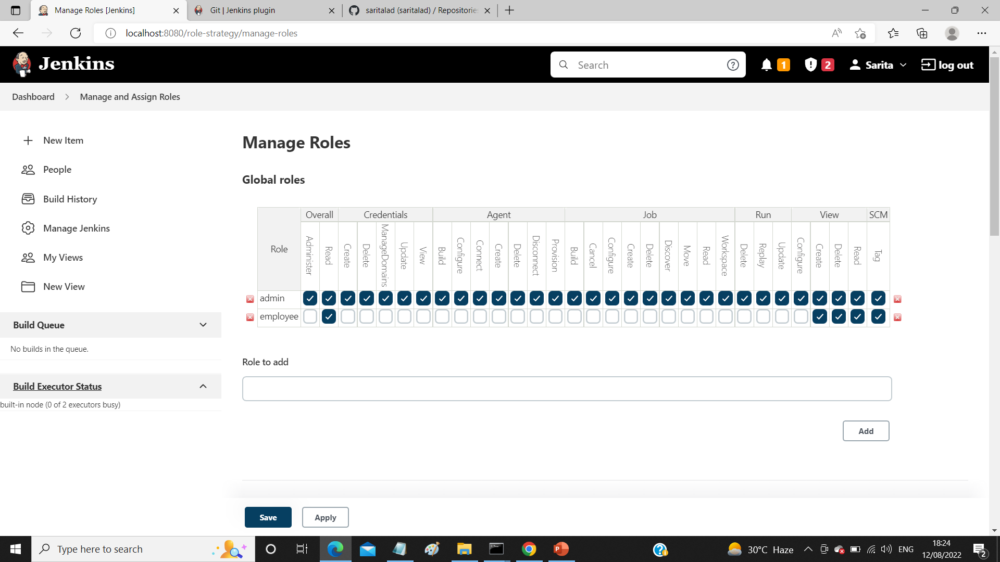 Manage Roles [Jenkins]
Git | Jenkins plugin
saritalad (saritalad) / Repositories
localhost:8080/role-strategy/manage-roles
Jenkins
Search
1
2
Sarita
log out
Dashboard
Manage and Assign Roles
New Item
People
Build History
Manage Jenkins
My Views
New View
Build Queue
No builds in the queue.
Build Executor Status
built-in node (0 of 2 executors busy)
Manage Roles
Global roles
Role
Overall
Credentials
Agent
Job
Run
View
SCM
Administer
Read
Create
Delete
ManageDomains
Update
View
Build
Configure
Connect
Create
Delete
Disconnect
Provision
Build
Cancel
Configure
Create
Delete
Discover
Move
Read
Workspace
Delete
Replay
Update
Configure
Create
Delete
Read
Tag
admin
employee
Role to add
Add
Save
Apply
Type here to search
30°C Haze
ENG
18:24
12/08/2022
2